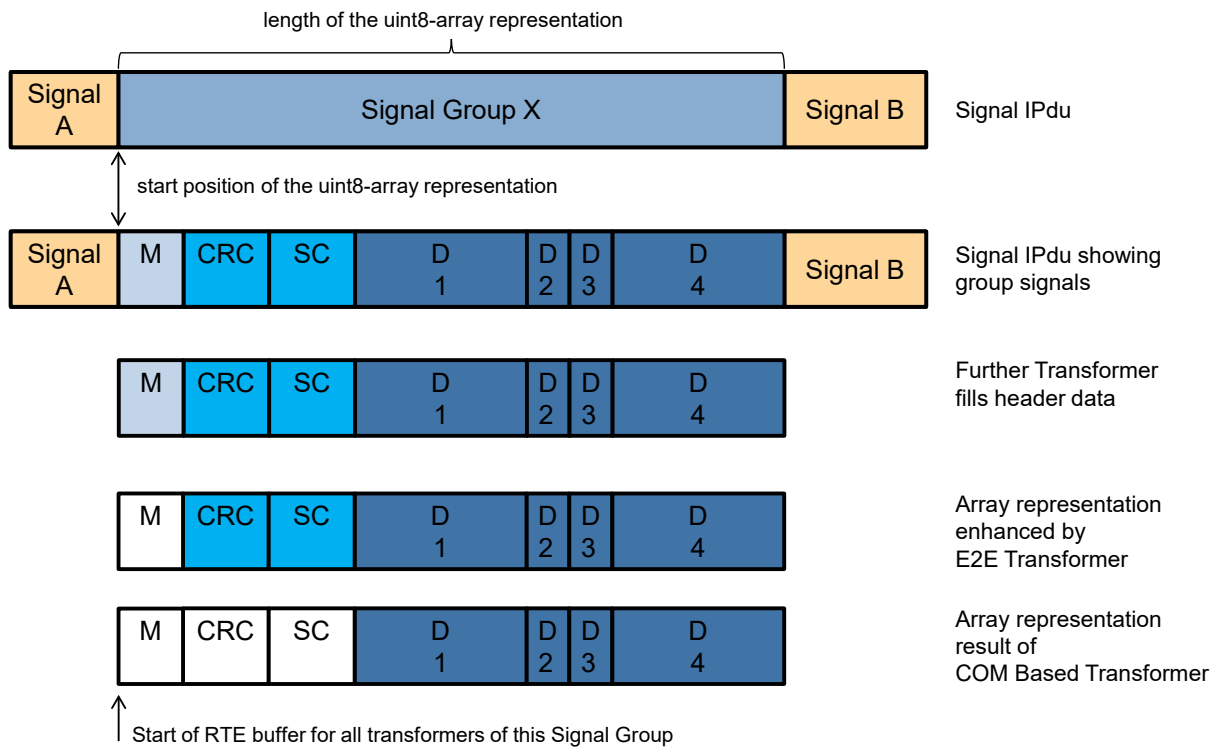 length of the uint8-array representation
Signal
A
Signal Group X
Signal B
Signal IPdu
start position of the uint8-array representation
Signal
A
M
CRC
SC
D
1
D
2
D
3
D
4
Signal B
Signal IPdu showing
group signals
M
CRC
SC
D
1
D
2
D
3
D
4
Further Transformer
fills header data
M
CRC
SC
D
1
D
2
D
3
D
4
Array representation
enhanced by
E2E Transformer
M
CRC
SC
D
1
D
2
D
3
D
4
Array representation
result of
COM Based Transformer
Start of RTE buffer for all transformers of this Signal Group